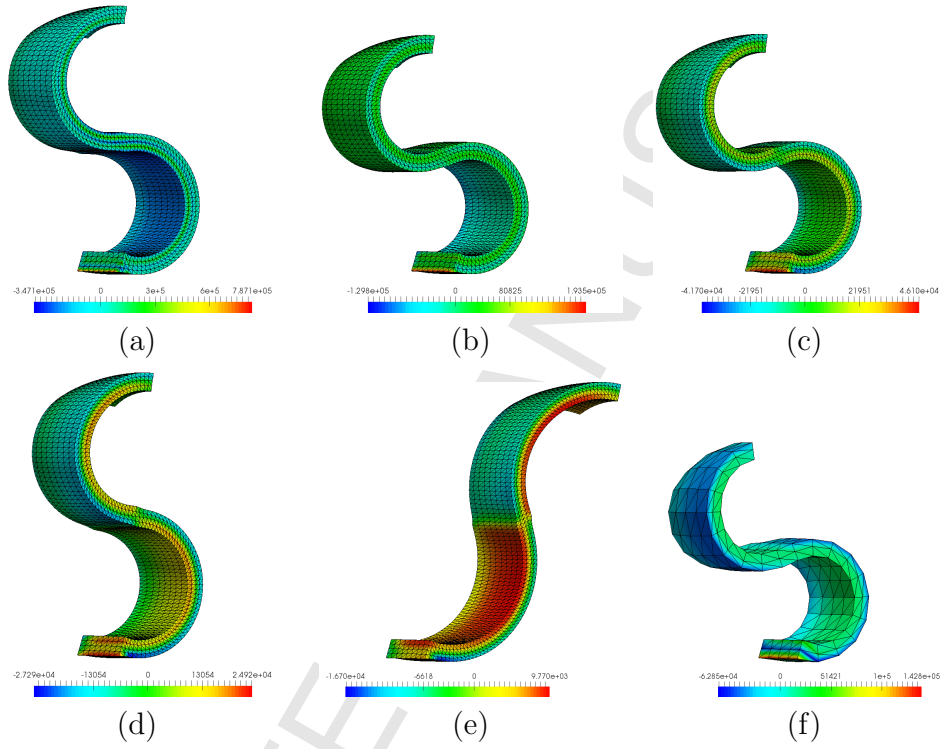 -3.471e+05 0 3e+5 6e+5 7.871e+05
(a)
-1.298e+05 0 80825 1.935e+05
(b)
-4.170e+04 -21951 0 21951 4.610e+04
(c)
-2.729e+04 -13054 0 13054 2.492e+04
(d)
-1.670e+04 -6618 0 9.770e+03
(e)
-6.285e+04 0 51421 1e+5 1.428e+05
(f)